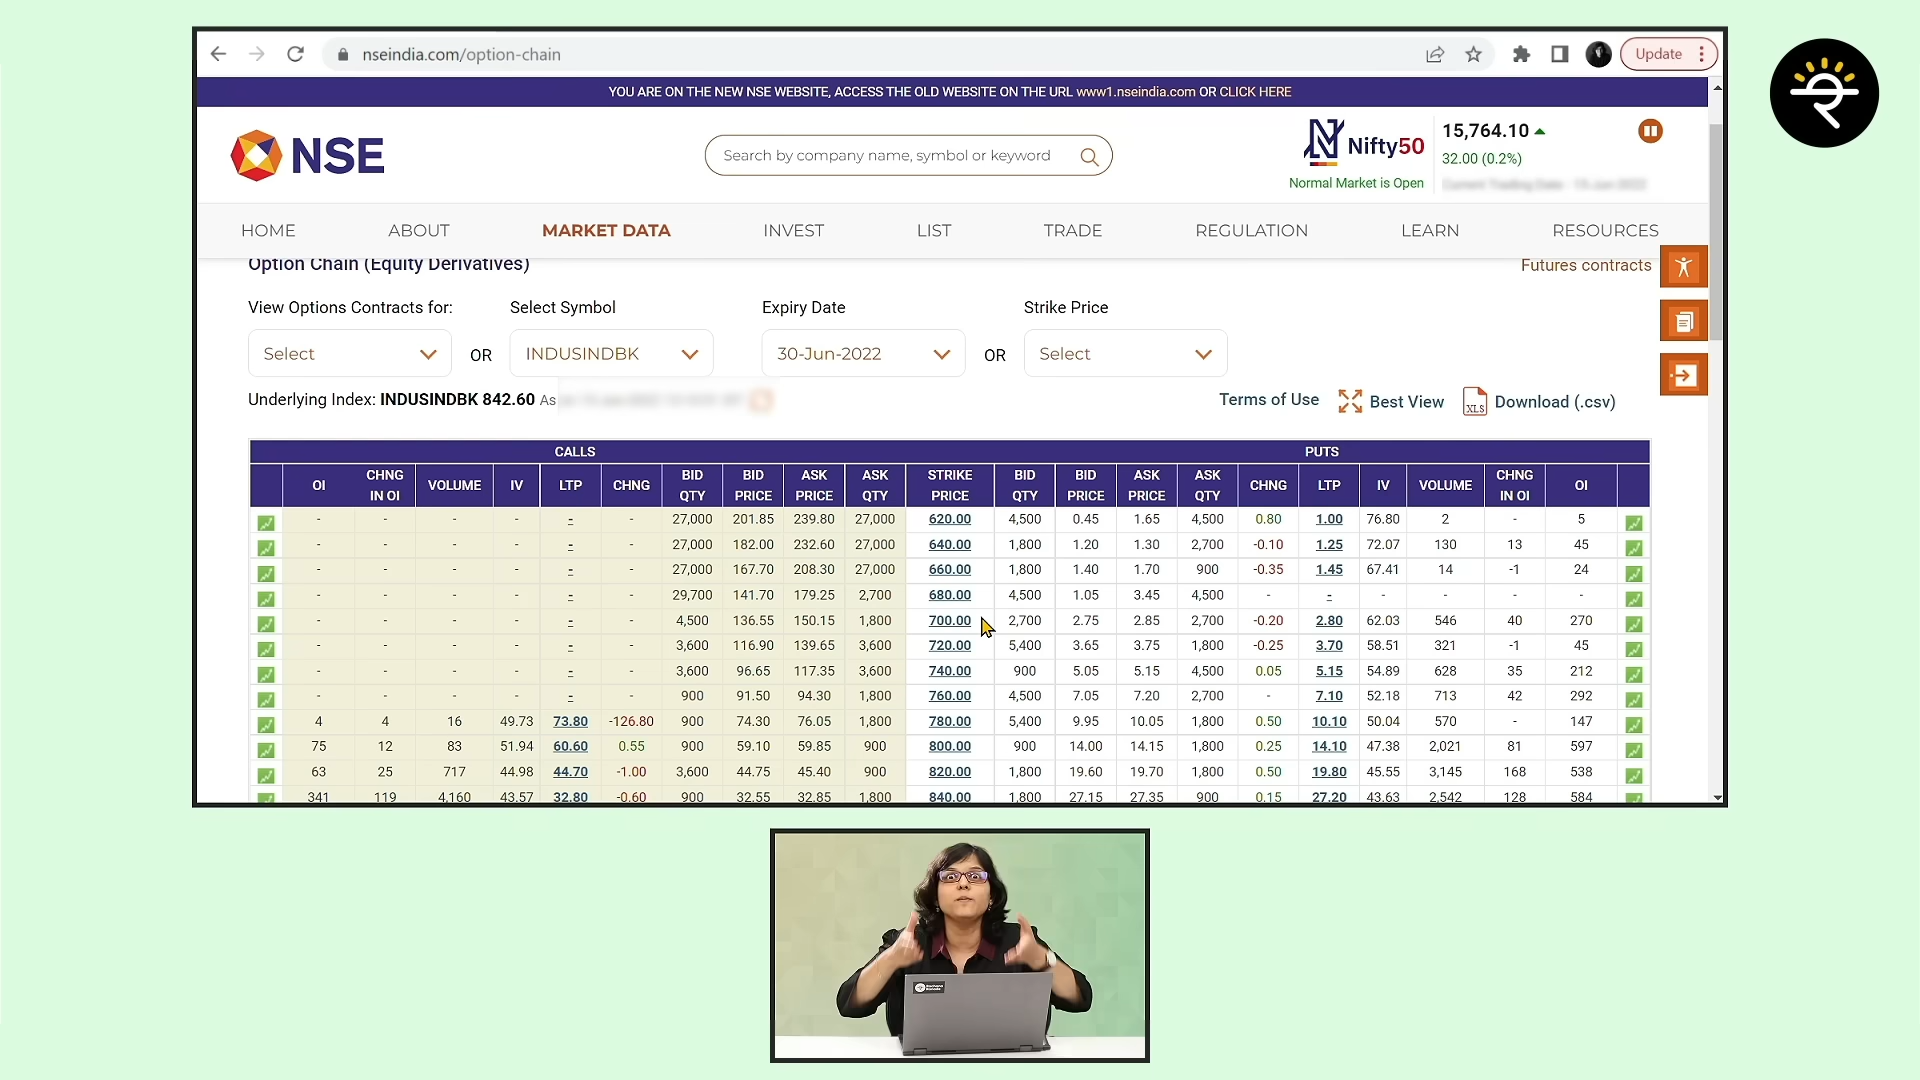 nseindia.com/option-chain
Update
YOU ARE ON THE NEW NSE WEBSITE, ACCESS THE OLD WEBSITE ON THE URL www1.nseindia.com OR CLICK HERE
NSE
Search by company name, symbol or keyword
Nifty50
15,764.10
32.00 (0.2%)
Normal Market is Open
HOME ABOUT MARKET DATA INVEST LIST TRADE REGULATION LEARN RESOURCES
Option Chain (Equity Derivatives)
Futures contracts
View Options Contracts for: Select Symbol Expiry Date Strike Price
Select OR INDUSINDBK 30-Jun-2022 OR Select
Underlying Index: INDUSINDBK 842.60 As
Terms of Use Best View XLS Download (.csv)
CALLS PUTS
OI CHNG IN OI VOLUME IV LTP CHNG BID QTY BID PRICE ASK PRICE ASK QTY STRIKE PRICE BID QTY BID PRICE ASK PRICE ASK QTY CHNG LTP IV VOLUME CHNG IN OI OI
- - - - - - 27,000 201.85 239.80 27,000 620.00 4,500 0.45 1.65 4,500 0.80 1.00 76.80 2 - 5
- - - - - - 27,000 182.00 232.60 27,000 640.00 1,800 1.20 1.30 2,700 -0.10 1.25 72.07 130 13 45
- - - - - - 27,000 167.70 208.30 27,000 660.00 1,800 1.40 1.70 900 -0.35 1.45 67.41 14 -1 24
- - - - - - 29,700 141.70 179.25 2,700 680.00 4,500 1.05 3.45 4,500 - - - - - -
- - - - - - 4,500 136.55 150.15 1,800 700.00 2,700 2.75 2.85 2,700 -0.20 2.80 62.03 546 40 270
- - - - - - 3,600 116.90 139.65 3,600 720.00 5,400 3.65 3.75 1,800 -0.25 3.70 58.51 321 -1 45
- - - - - - 3,600 96.65 117.35 3,600 740.00 900 5.05 5.15 4,500 0.05 5.15 54.89 628 35 212
- - - - - - 900 91.50 94.30 1,800 760.00 4,500 7.05 7.20 2,700 - 7.10 52.18 713 42 292
4 4 16 49.73 73.80 -126.80 900 74.30 76.05 1,800 780.00 5,400 9.95 10.05 1,800 0.50 10.10 50.04 570 - 147
75 12 83 51.94 60.60 0.55 900 59.10 59.85 900 800.00 900 14.00 14.15 1,800 0.25 14.10 47.38 2,021 81 597
63 25 717 44.98 44.70 -1.00 3,600 44.75 45.40 900 820.00 1,800 19.60 19.70 1,800 0.50 19.80 45.55 3,145 168 538
341 119 4,160 43.57 32.80 -0.60 900 32.55 32.85 1,800 840.00 1,800 27.15 27.35 900 0.15 27.20 43.63 2,542 128 584